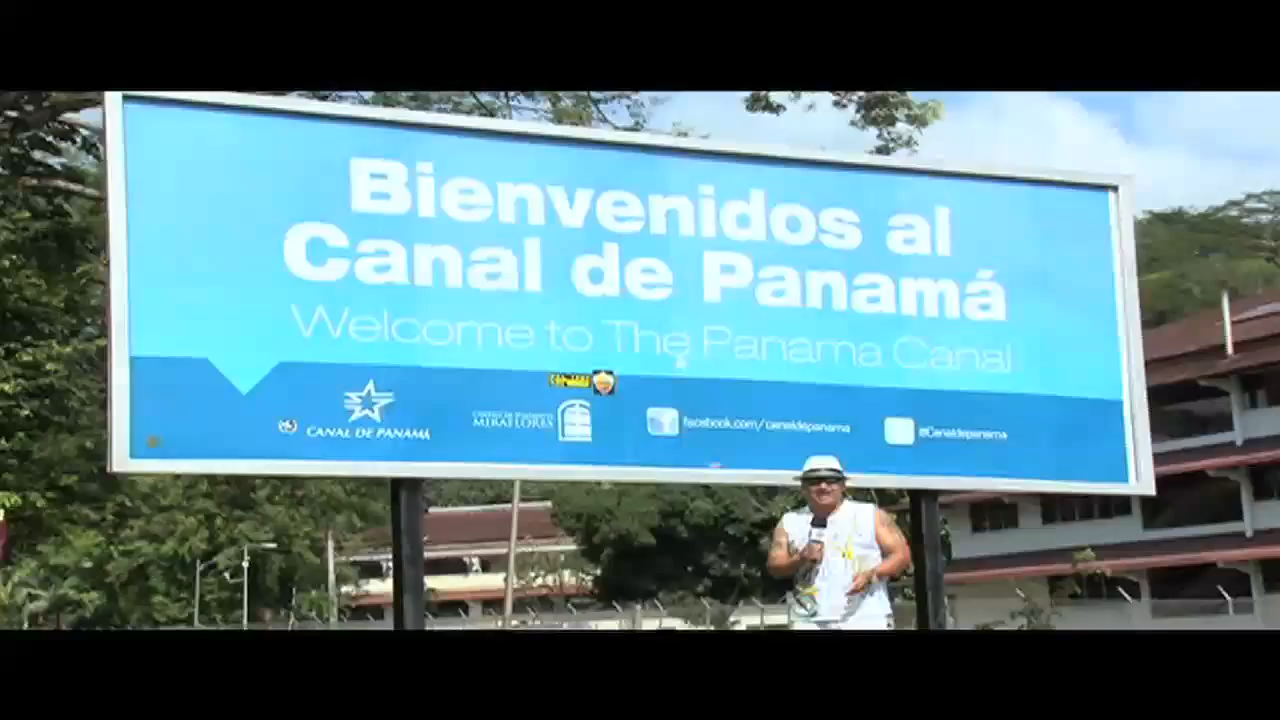 Bienvenidos al
Canal de Panamá
Welcome to The Panama Canal
CANAL DE PANAMÁ
MIRAFLORES
facebook.com/canaldepanama
@Canaldepanama